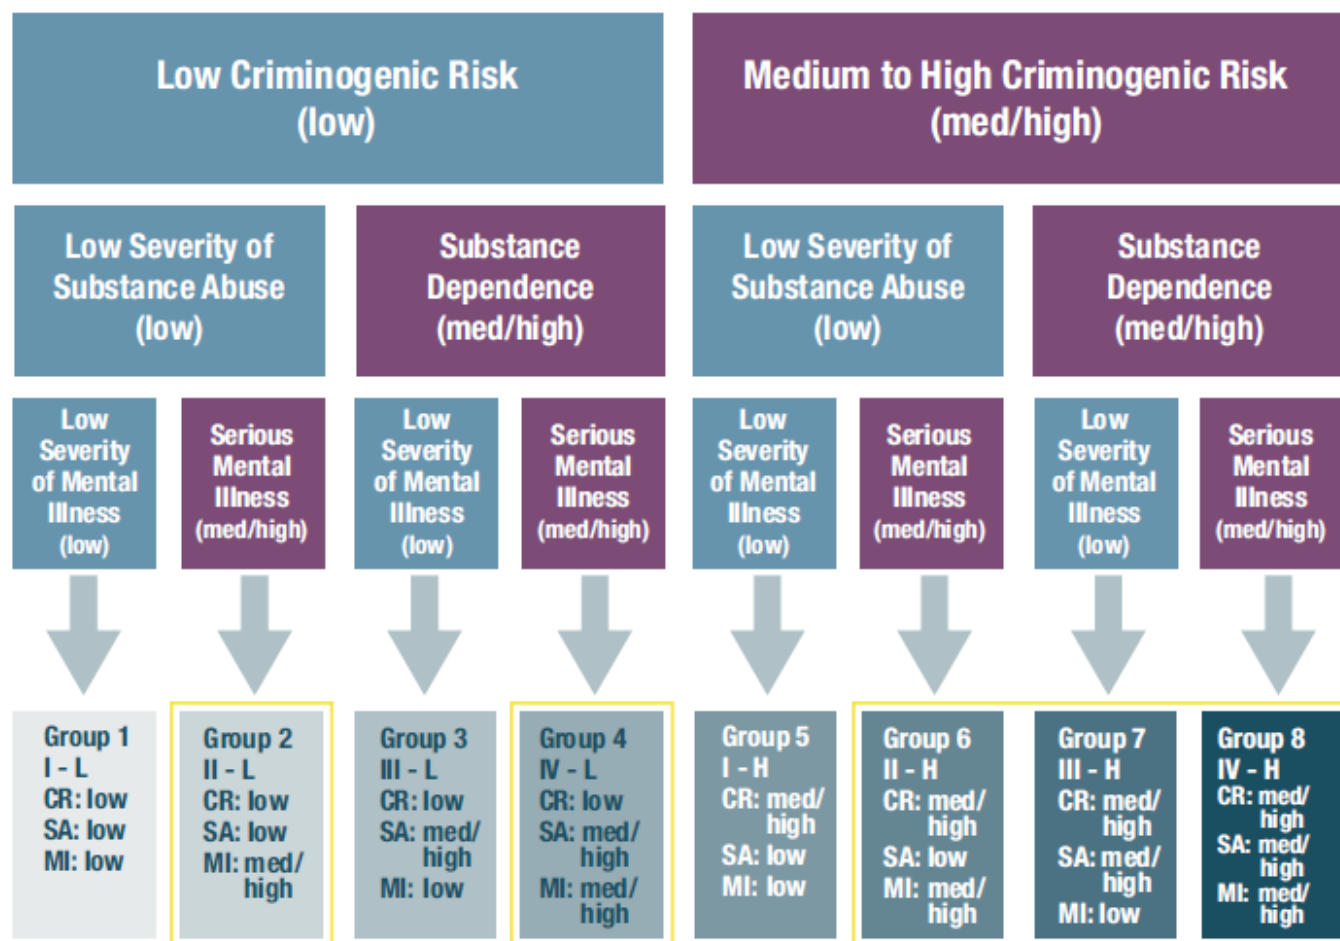 Low Criminogenic Risk
(low)
Medium to High Criminogenic Risk
(med/high)
Low Severity of
Substance Abuse
(low)
Substance
Dependence
(med/high)
Low Severity of
Substance Abuse
(low)
Substance
Dependence
(med/high)
Low
Severity
of Mental
Illness
(low)
Serious
Mental
Illness
(med/high)
Low
Severity
of Mental
Illness
(low)
Serious
Mental
Illness
(med/high)
Low
Severity
of Mental
Illness
(low)
Serious
Mental
Illness
(med/high)
Low
Severity
of Mental
Illness
(low)
Serious
Mental
Illness
(med/high)
Group 1
I - L
CR: low
SA: low
MI: low
Group 2
II - L
CR: low
SA: low
MI: med/
high
Group 3
III - L
CR: low
SA: med/
high
MI: low
Group 4
IV - L
CR: low
SA: med/
high
MI: med/
high
Group 5
I - H
CR: med/
high
SA: low
MI: low
Group 6
II - H
CR: med/
high
SA: low
MI: med/
high
Group 7
III - H
CR: med/
high
SA: med/
high
MI: low
Group 8
IV - H
CR: med/
high
SA: med/
high
MI: med/
high